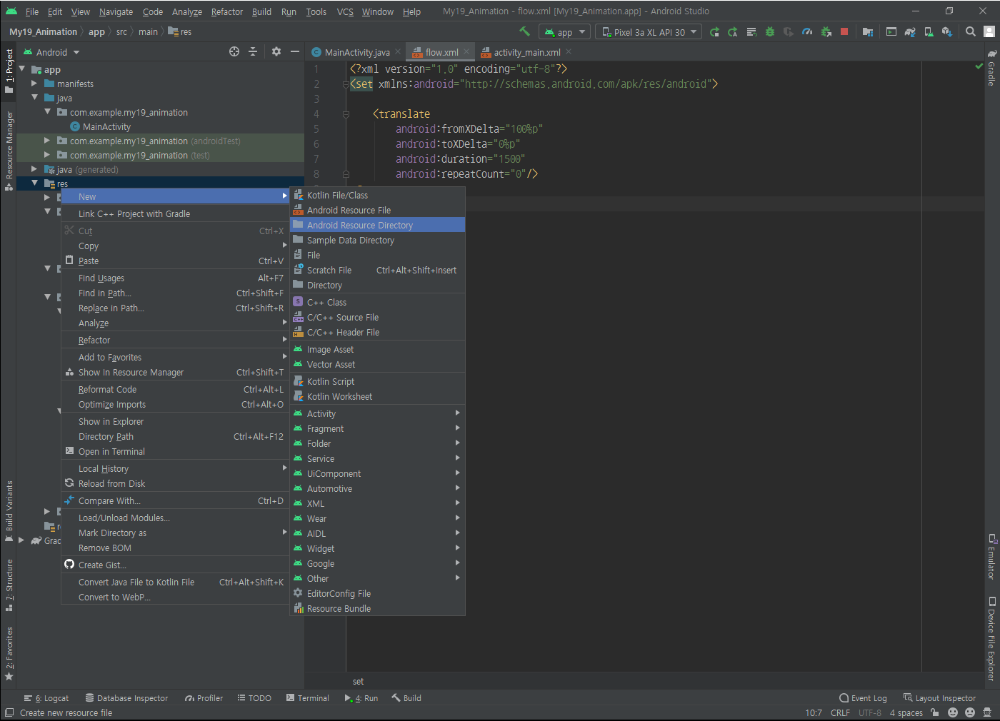 File Edit View Navigate Code Analyze Refactor Build Run Tools VCS Window Help My19_Animation - flow.xml [My19_Animation.app] - Android Studio
My19_Animation app src main res
app Pixel 3a XL API 30
1: Project
Resource Manager
Build Variants
7: Structure
2: Favorites
Android
app
manifests
java
com.example.my19_animation
MainActivity
com.example.my19_animation (androidTest)
com.example.my19_animation (test)
java (generated)
res
Grad
New
Link C++ Project with Gradle
Cut Ctrl+X
Copy
Paste Ctrl+V
Find Usages Alt+F7
Find in Path... Ctrl+Shift+F
Replace in Path... Ctrl+Shift+R
Analyze
Refactor
Add to Favorites
Show In Resource Manager Ctrl+Shift+T
Reformat Code Ctrl+Alt+L
Optimize Imports Ctrl+Alt+O
Show in Explorer
Directory Path Ctrl+Alt+F12
Open in Terminal
Local History
Reload from Disk
Compare With... Ctrl+D
Load/Unload Modules...
Mark Directory as
Remove BOM
Create Gist...
Convert Java File to Kotlin File Ctrl+Alt+Shift+K
Convert to WebP...
Kotlin File/Class
Android Resource File
Android Resource Directory
Sample Data Directory
File
Scratch File Ctrl+Alt+Shift+Insert
Directory
C++ Class
C/C++ Source File
C/C++ Header File
Image Asset
Vector Asset
Kotlin Script
Kotlin Worksheet
Activity
Fragment
Folder
Service
UiComponent
Automotive
XML
Wear
AIDL
Widget
Google
Other
EditorConfig File
Resource Bundle
MainActivity.java flow.xml activity_main.xml
1 <?xml version="1.0" encoding="utf-8"?>
2 <set xmlns:android="http://schemas.android.com/apk/res/android">
3
4 <translate
5 android:fromXDelta="100%p"
6 android:toXDelta="0%p"
7 android:duration="1500"
8 android:repeatCount="0"/>
set
Gradle
Emulator
Device File Explorer
6: Logcat Database Inspector Profiler TODO Terminal 4: Run Build Event Log Layout Inspector
Create new resource file 10:7 CRLF UTF-8 4 spaces